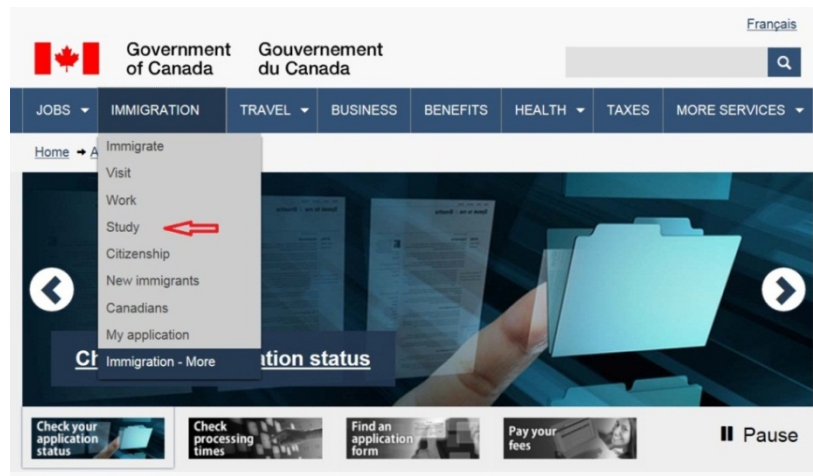 Français
Government of Canada
Gouvernement du Canada
JOBS IMMIGRATION TRAVEL BUSINESS BENEFITS HEALTH TAXES MORE SERVICES
Home
Immigrate
Visit
Work
Study
Citizenship
New immigrants
Canadians
My application
Immigration - More
status
Check your application status
Check processing times
Find an application form
Pay your fees
Pause